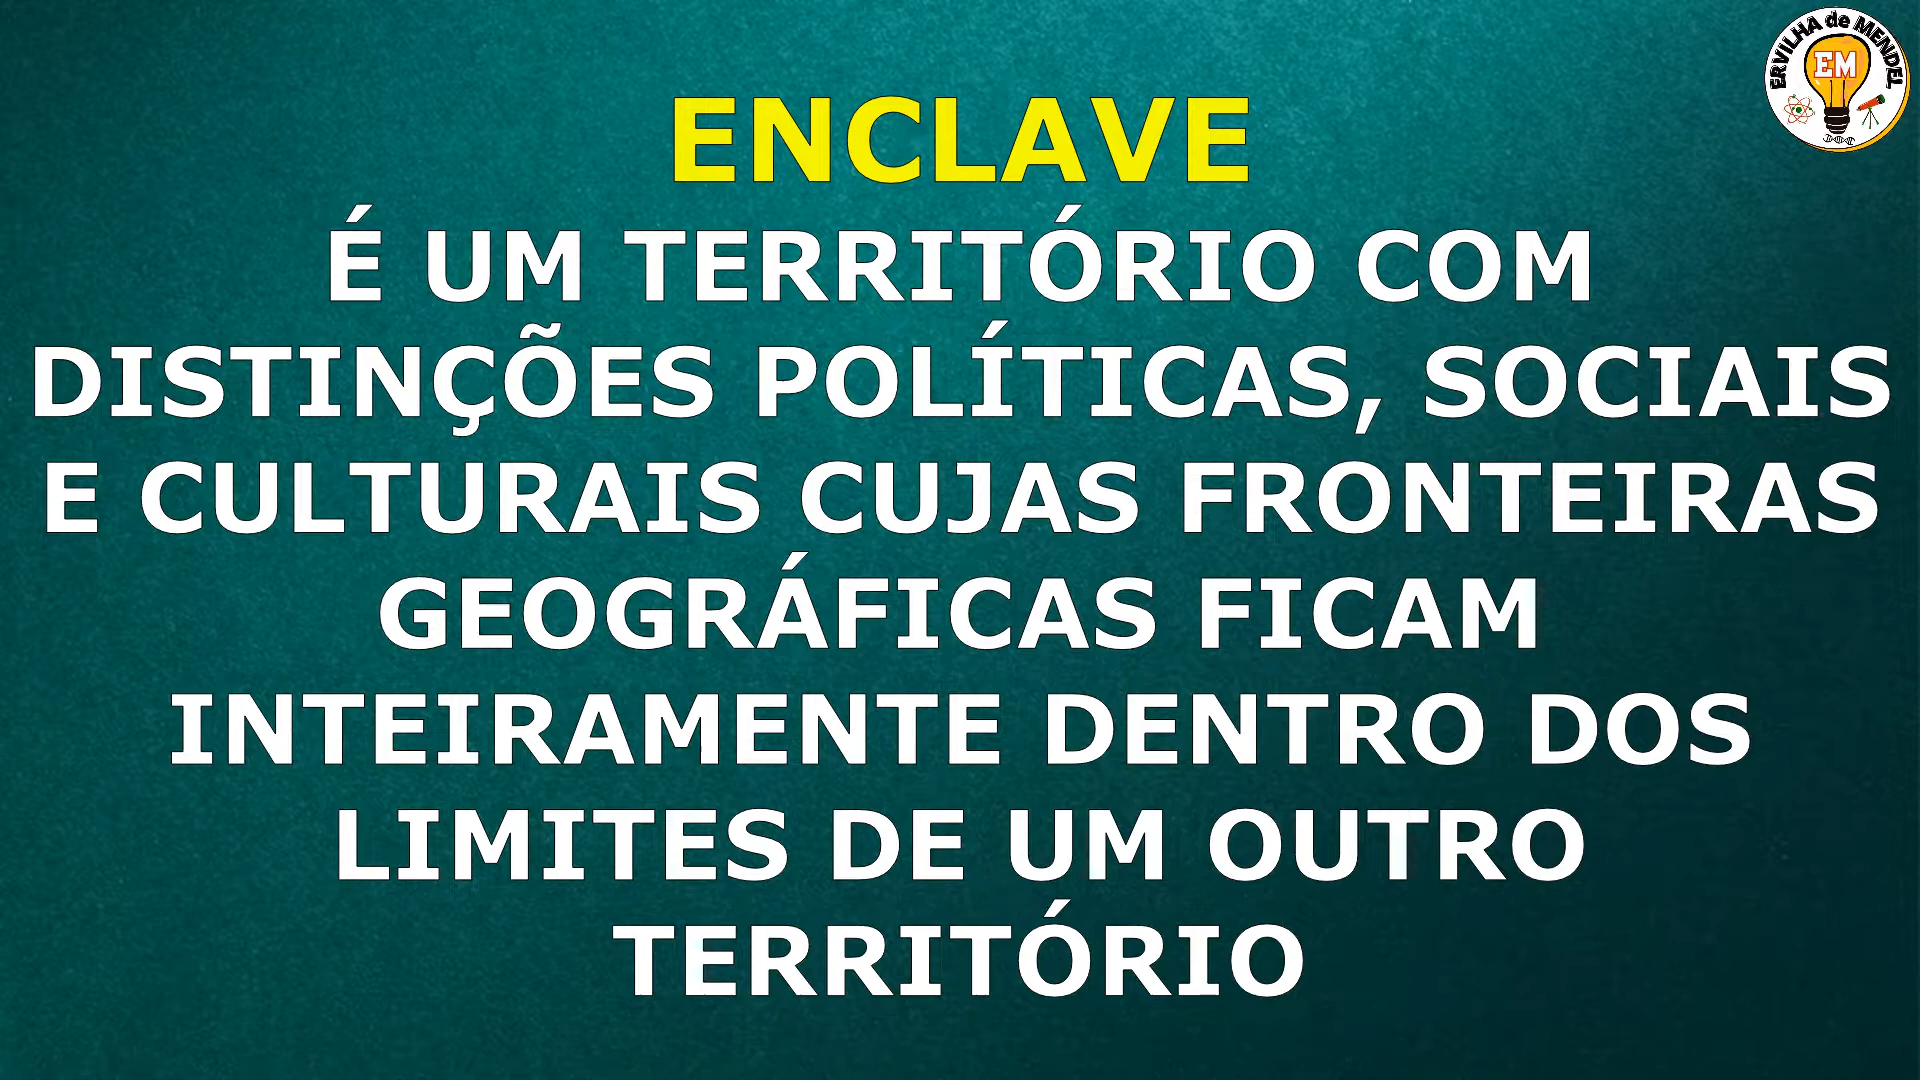 ERVILHA de MENDEL
EM
ENCLAVE
É UM TERRITÓRIO COM
DISTINÇÕES POLÍTICAS, SOCIAIS
E CULTURAIS CUJAS FRONTEIRAS
GEOGRÁFICAS FICAM
INTEIRAMENTE DENTRO DOS
LIMITES DE UM OUTRO
TERRITÓRIO